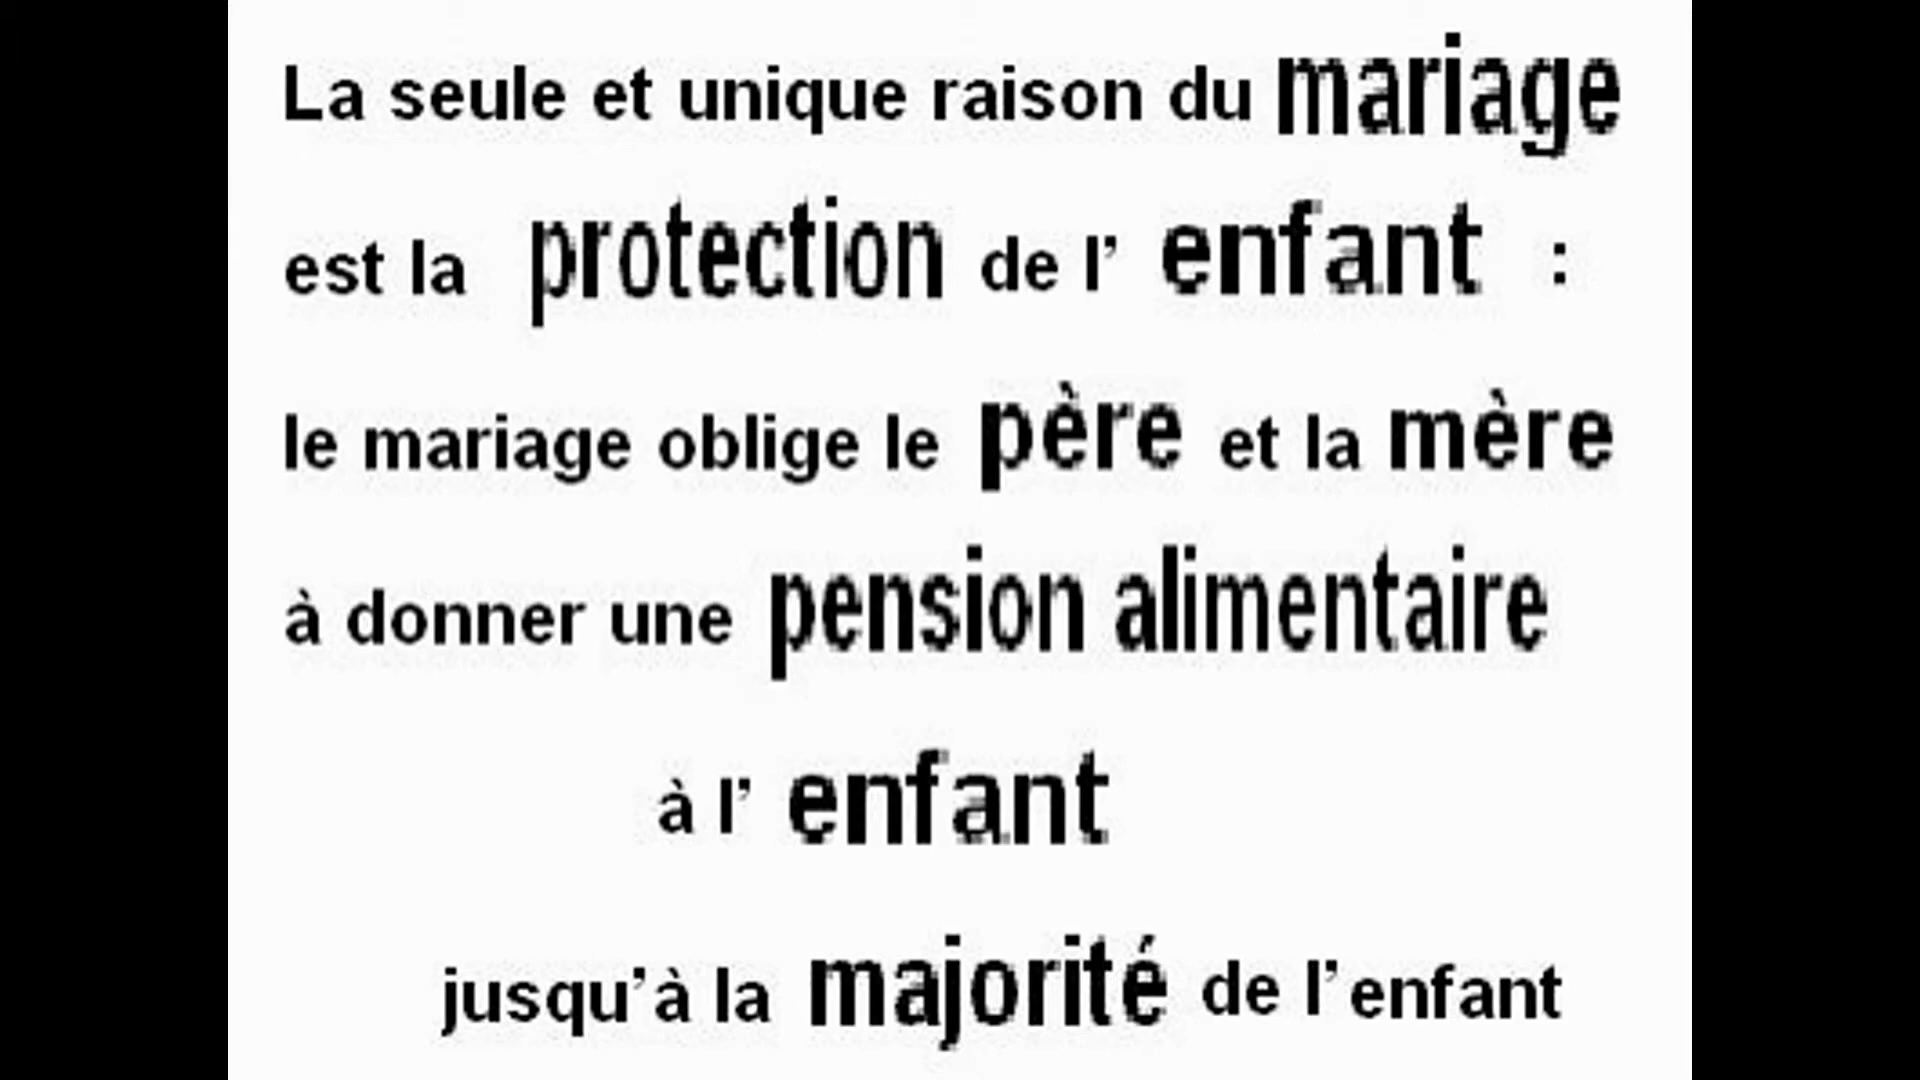 La seule et unique raison du mariage
est la protection de l’ enfant :
le mariage oblige le père et la mère
à donner une pension alimentaire
à l’ enfant
jusqu’à la majorité de l’enfant